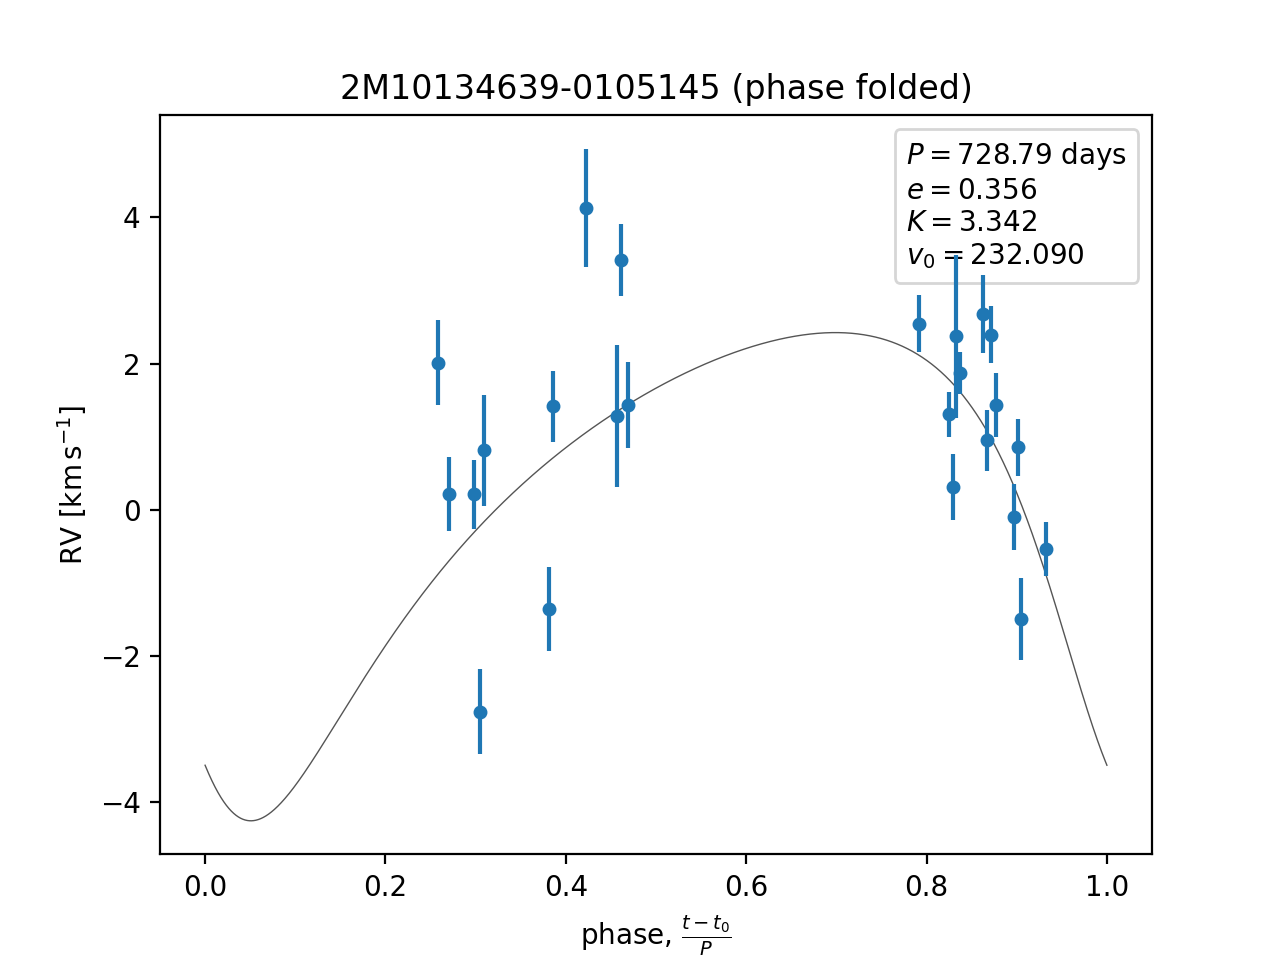 2M10134639-0105145 (phase folded)
P = 728.79 days
e = 0.356
K = 3.342
v₀ = 232.090
RV [km s⁻¹]
4
2
0
−2
−4
0.0 0.2 0.4 0.6 0.8 1.0
phase, (t − t₀)/P